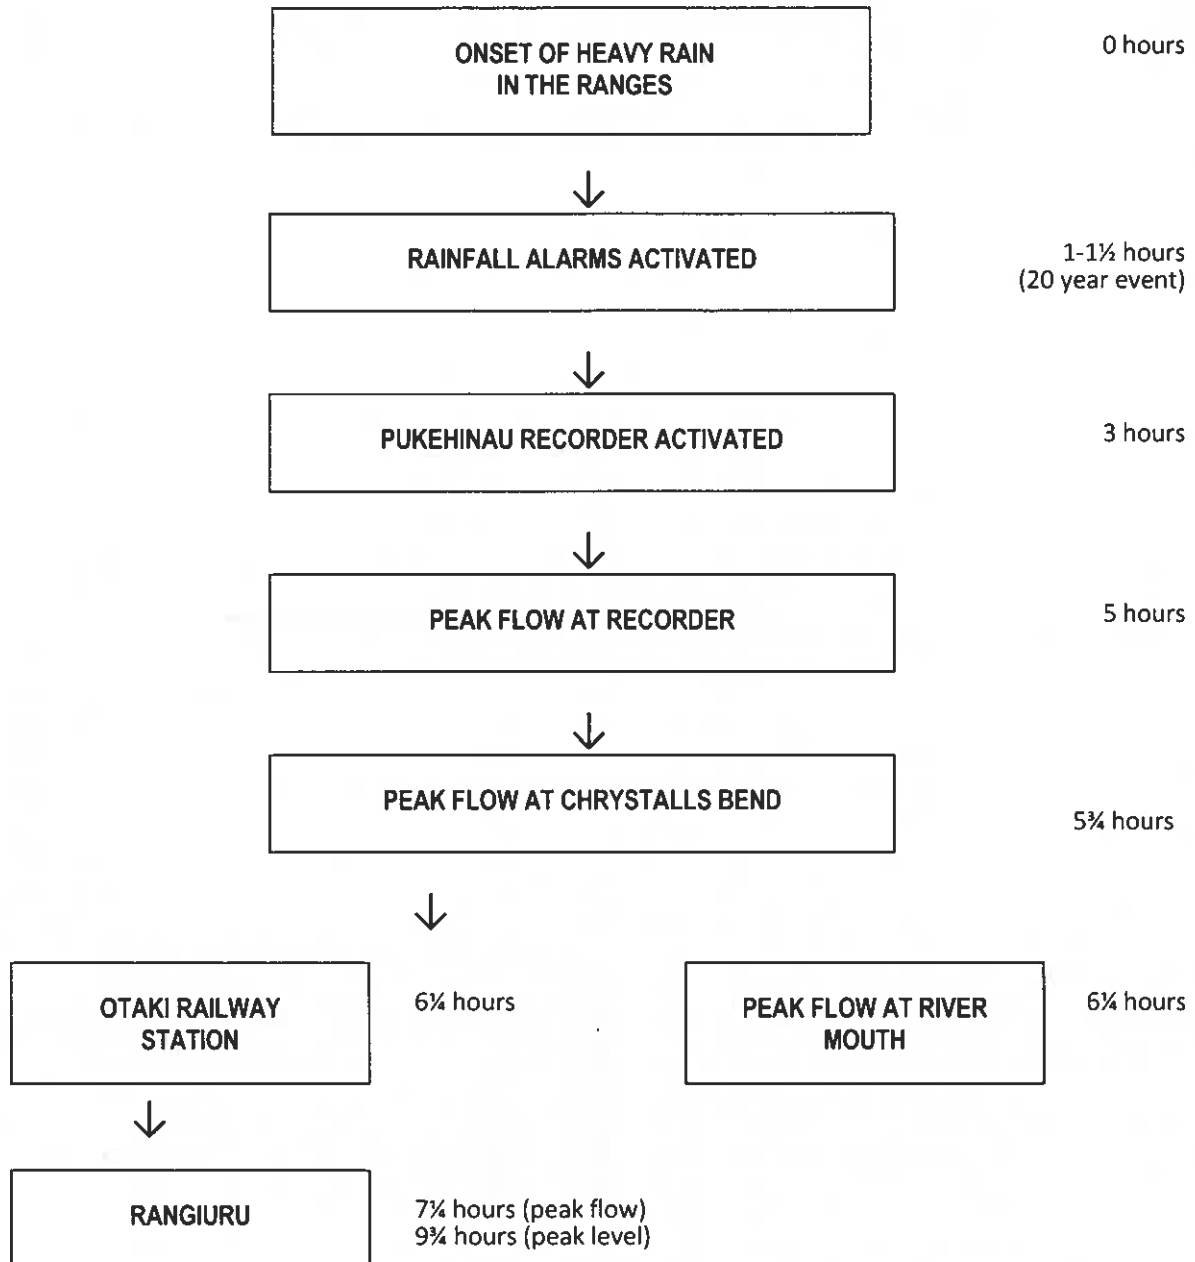 ONSET OF HEAVY RAIN
IN THE RANGES
0 hours
RAINFALL ALARMS ACTIVATED
1-1½ hours
(20 year event)
PUKEHINAU RECORDER ACTIVATED
3 hours
PEAK FLOW AT RECORDER
5 hours
PEAK FLOW AT CHRYSTALLS BEND
5¾ hours
OTAKI RAILWAY
STATION
6¼ hours
PEAK FLOW AT RIVER
MOUTH
6¼ hours
RANGIURU
7¼ hours (peak flow)
9¾ hours (peak level)